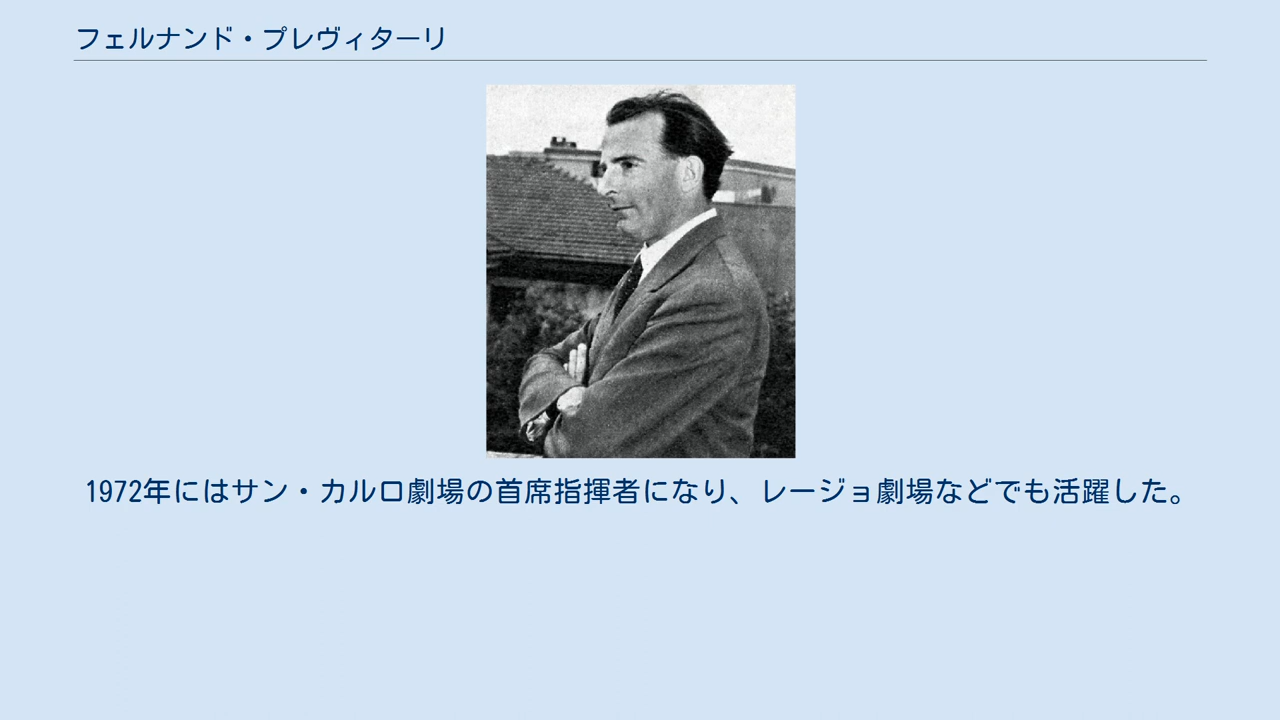 フェルナンド・プレヴィターリ
1972年にはサン・カルロ劇場の首席指揮者になり、レージョ劇場などでも活躍した。